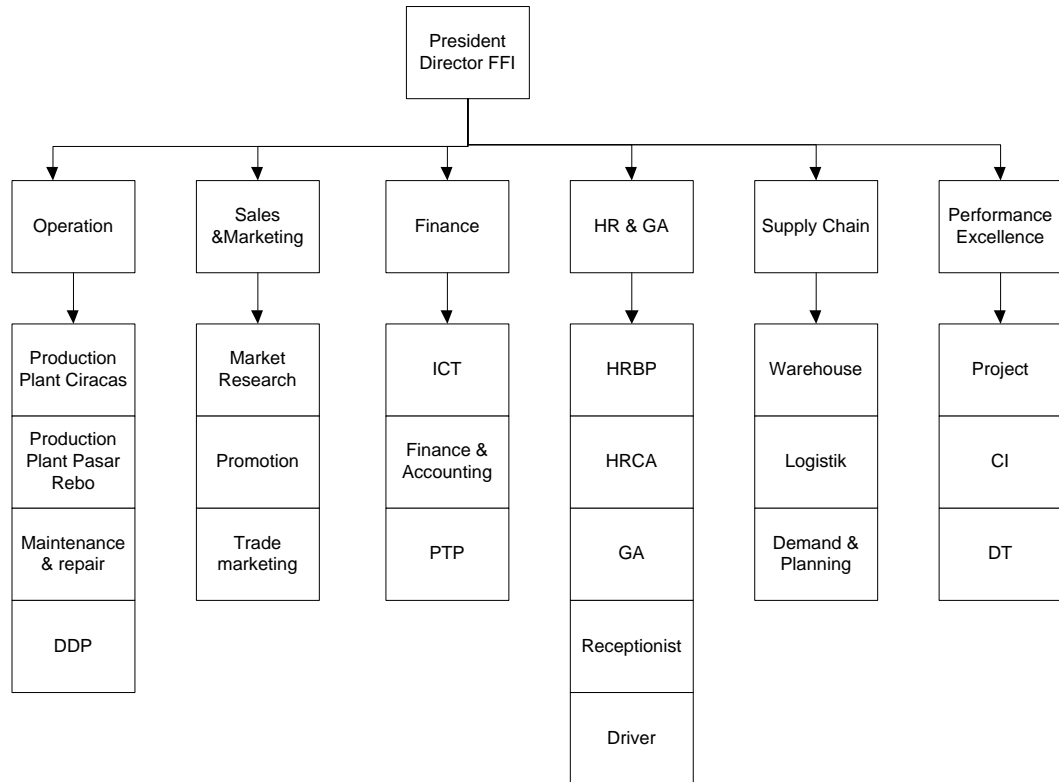 President
Director FFI
Operation
Sales
&Marketing
Finance
HR & GA
Supply Chain
Performance
Excellence
Production
Plant Ciracas
Production
Plant Pasar
Rebo
Maintenance
& repair
DDP
Market
Research
Promotion
Trade
marketing
ICT
Finance &
Accounting
PTP
HRBP
HRCA
GA
Receptionist
Driver
Warehouse
Logistik
Demand &
Planning
Project
CI
DT